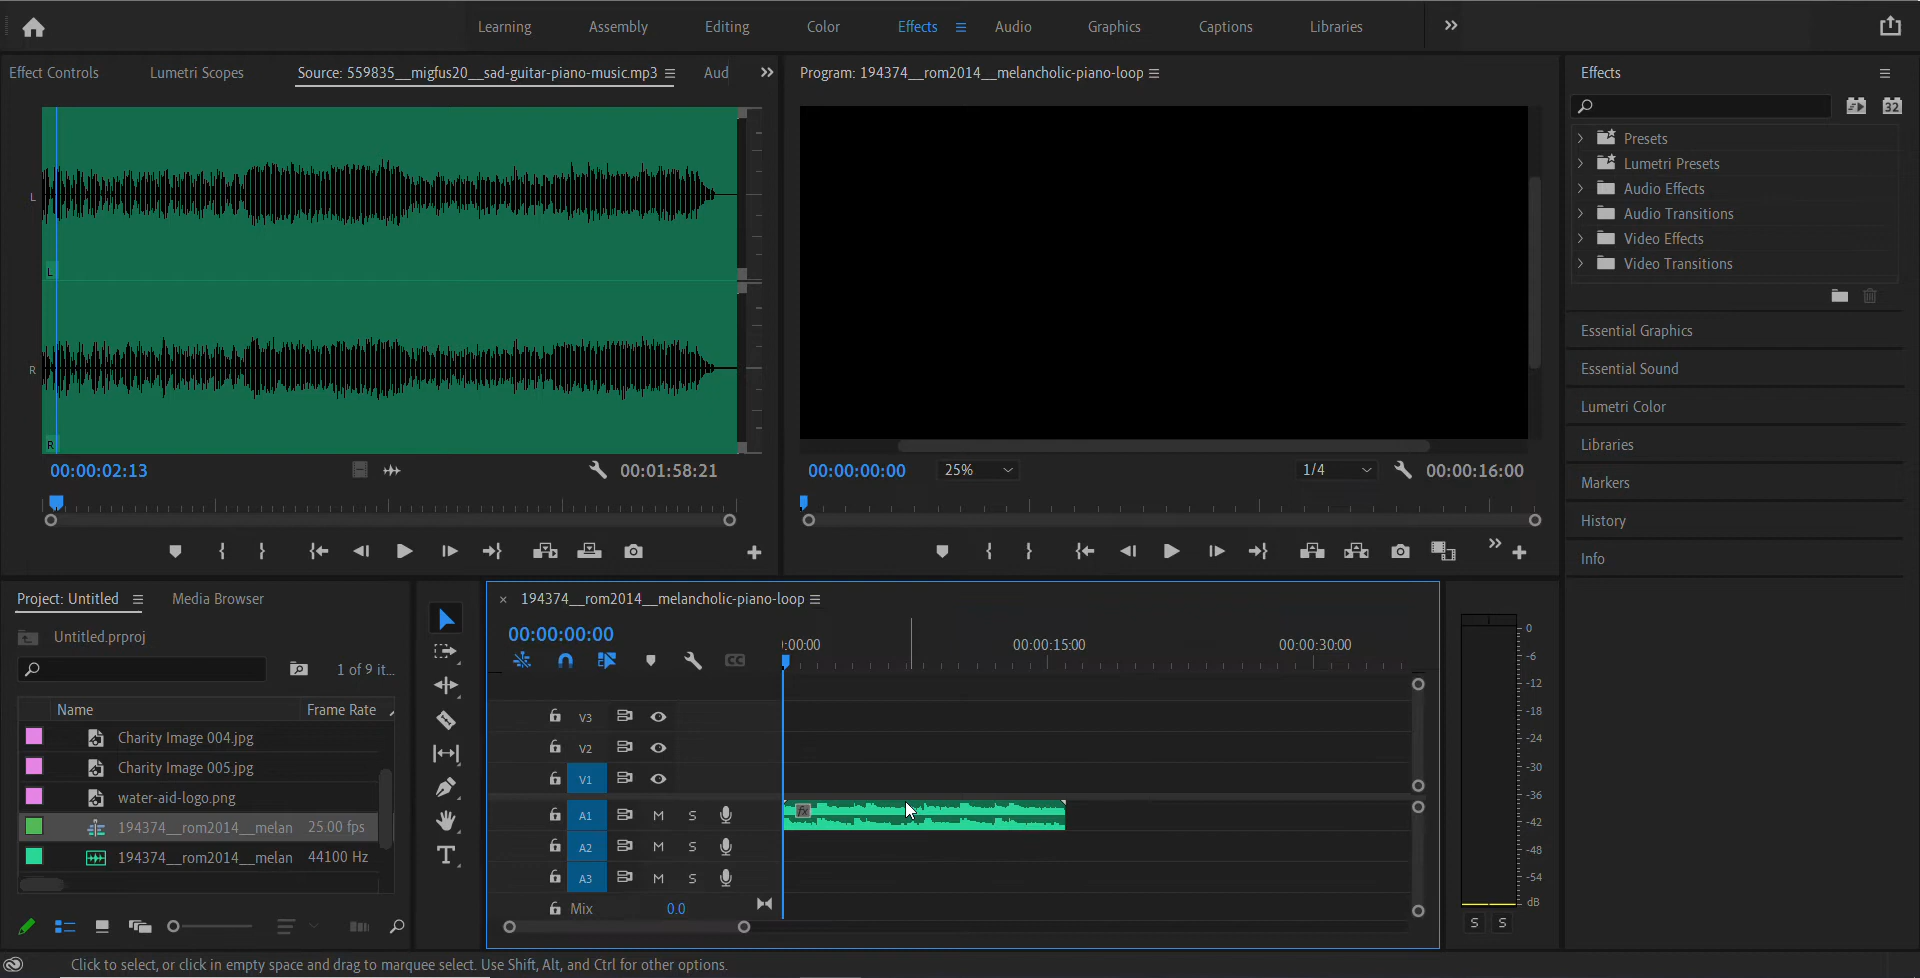 Learning Assembly Editing Color Effects Audio Graphics Captions Libraries
Effect Controls Lumetri Scopes Source: 559835__migfus20__sad-guitar-piano-music.mp3 Aud
Program: 194374__rom2014__melancholic-piano-loop
Effects
32
Presets
Lumetri Presets
Audio Effects
Audio Transitions
Video Effects
Video Transitions
Essential Graphics
Essential Sound
Lumetri Color
Libraries
Markers
History
Info
L
L
R
R
00:00:02:13 00:01:58:21
00:00:00:00 25% 1/4 00:00:16:00
Project: Untitled Media Browser
Untitled.prproj
1 of 9 it...
Name Frame Rate
Charity Image 004.jpg
Charity Image 005.jpg
water-aid-logo.png
194374__rom2014__melan 25.00 fps
194374__rom2014__melan 44100 Hz
T
× 194374__rom2014__melancholic-piano-loop
00:00:00:00
:00:00 00:00:15:00 00:00:30:00
CC
V3
V2
V1
A1 M S
fx
A2 M S
A3 M S
Mix 0.0
0
-6
-12
-18
-24
-30
-36
-42
-48
-54
dB
S S
Click to select, or click in empty space and drag to marquee select. Use Shift, Alt, and Ctrl for other options.